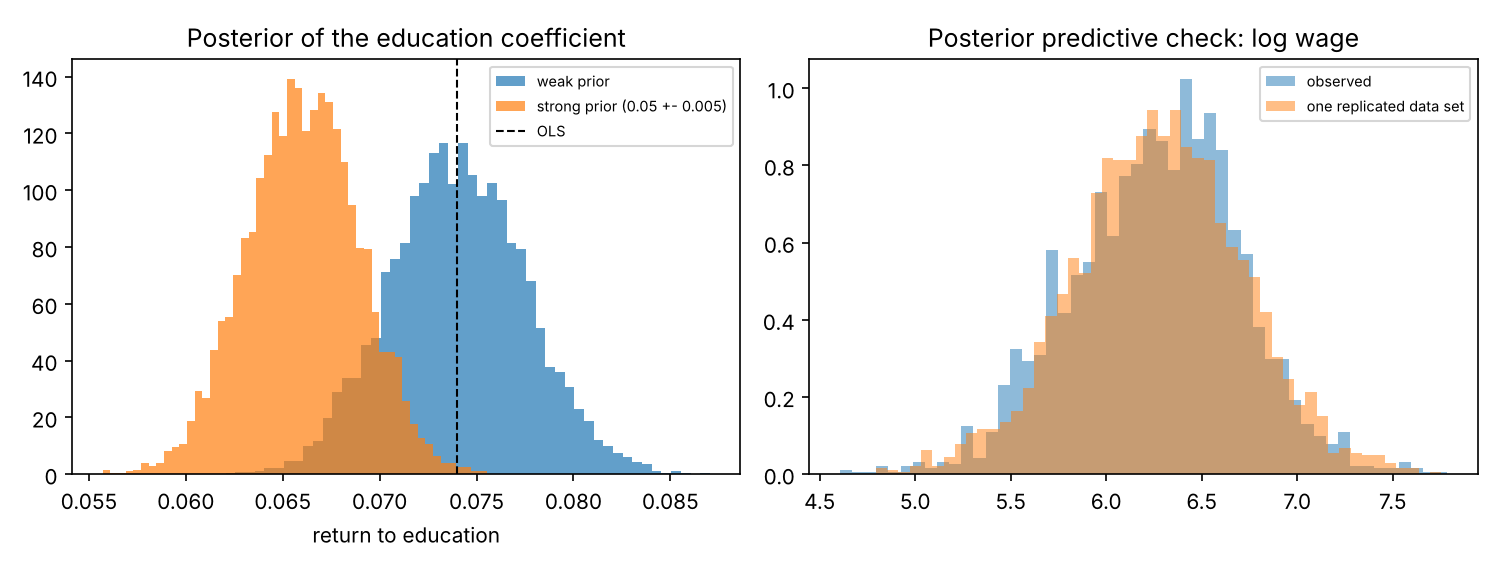 Posterior of the education coefficient
140
120
100
80
60
40
20
0
weak prior
strong prior (0.05 +- 0.005)
OLS
0.055 0.060 0.065 0.070 0.075 0.080 0.085
return to education
Posterior predictive check: log wage
1.0
0.8
0.6
0.4
0.2
0.0
observed
one replicated data set
4.5 5.0 5.5 6.0 6.5 7.0 7.5